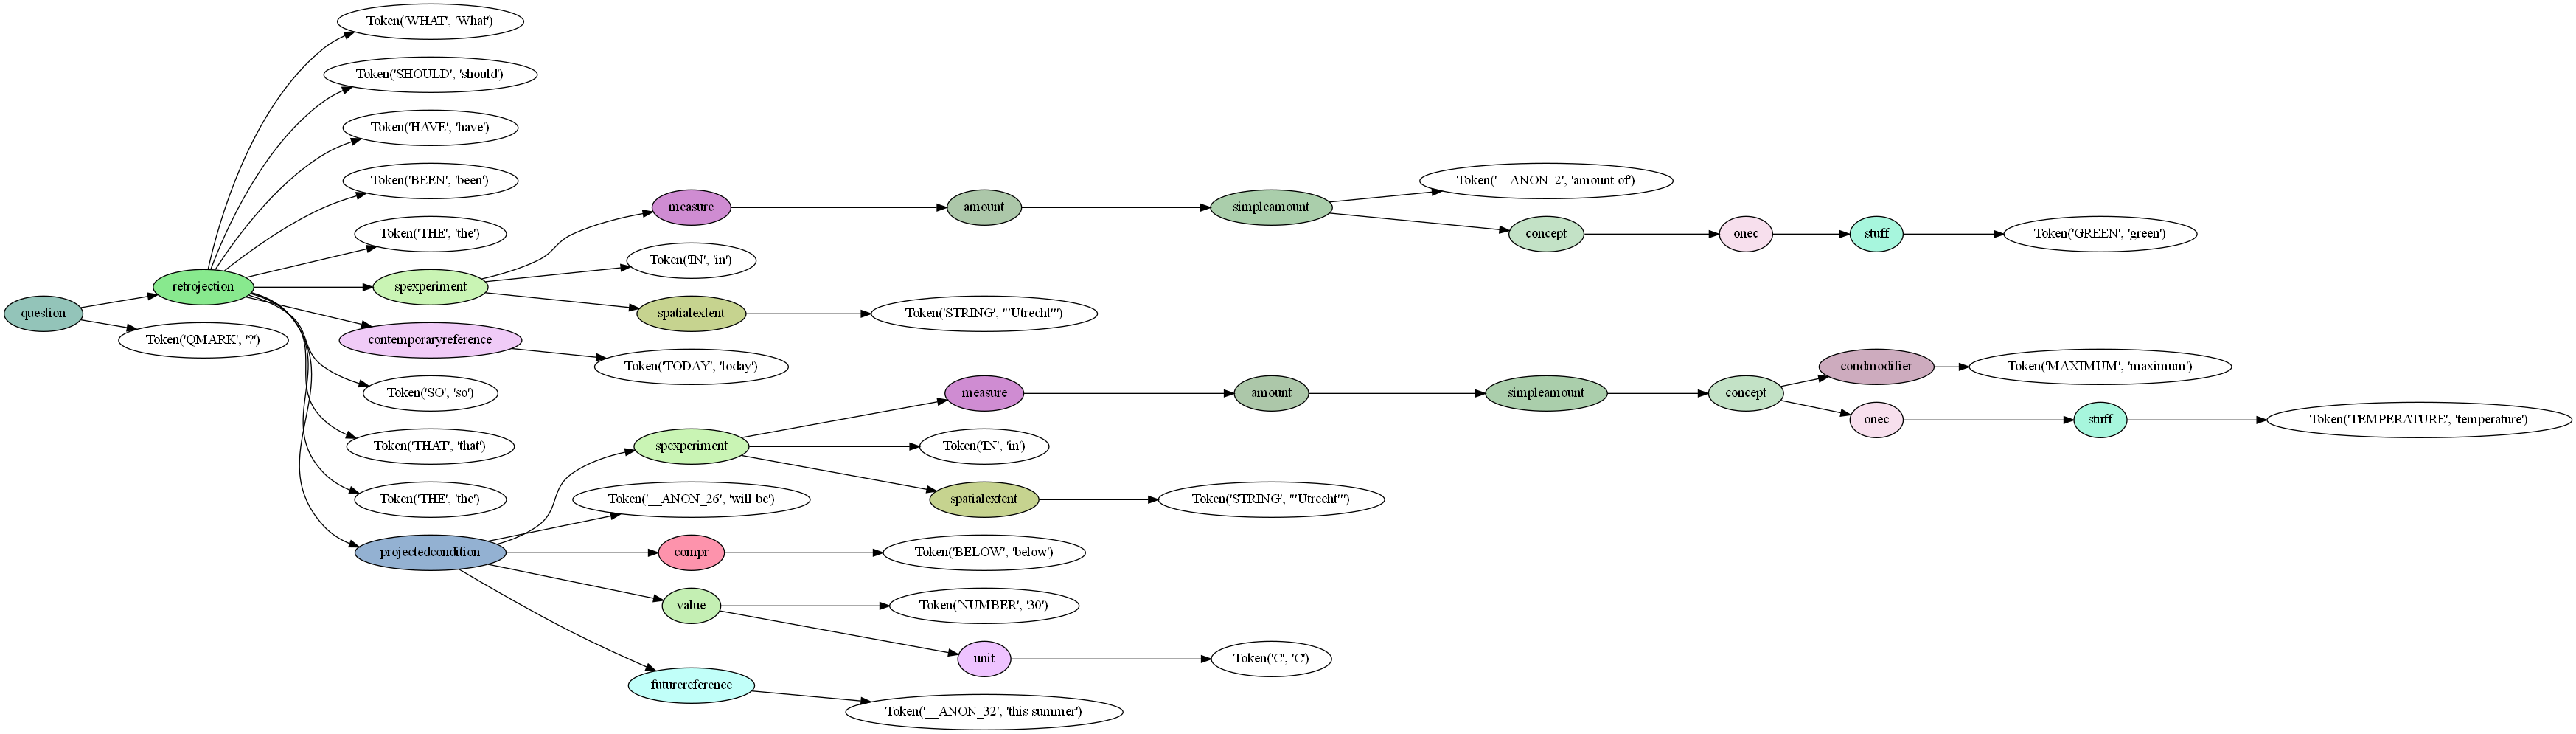 Token('WHAT', 'What')
Token('SHOULD', 'should')
Token('HAVE', 'have')
Token('BEEN', 'been')
measure
amount
simpleamount
Token('__ANON_2', 'amount of')
Token('THE', 'the')
concept
onec
stuff
Token('GREEN', 'green')
Token('IN', 'in')
retrojection
spexperiment
question
spatialextent
Token('STRING', "'Utrecht'")
Token('QMARK', '?')
contemporaryreference
Token('TODAY', 'today')
condmodifier
Token('MAXIMUM', 'maximum')
Token('SO', 'so')
measure
amount
simpleamount
concept
onec
stuff
Token('TEMPERATURE', 'temperature')
Token('THAT', 'that')
spexperiment
Token('IN', 'in')
Token('THE', 'the')
Token('__ANON_26', 'will be')
spatialextent
Token('STRING', "'Utrecht'")
projectedcondition
compr
Token('BELOW', 'below')
value
Token('NUMBER', '30')
unit
Token('C', 'C')
futurereference
Token('__ANON_32', 'this summer')